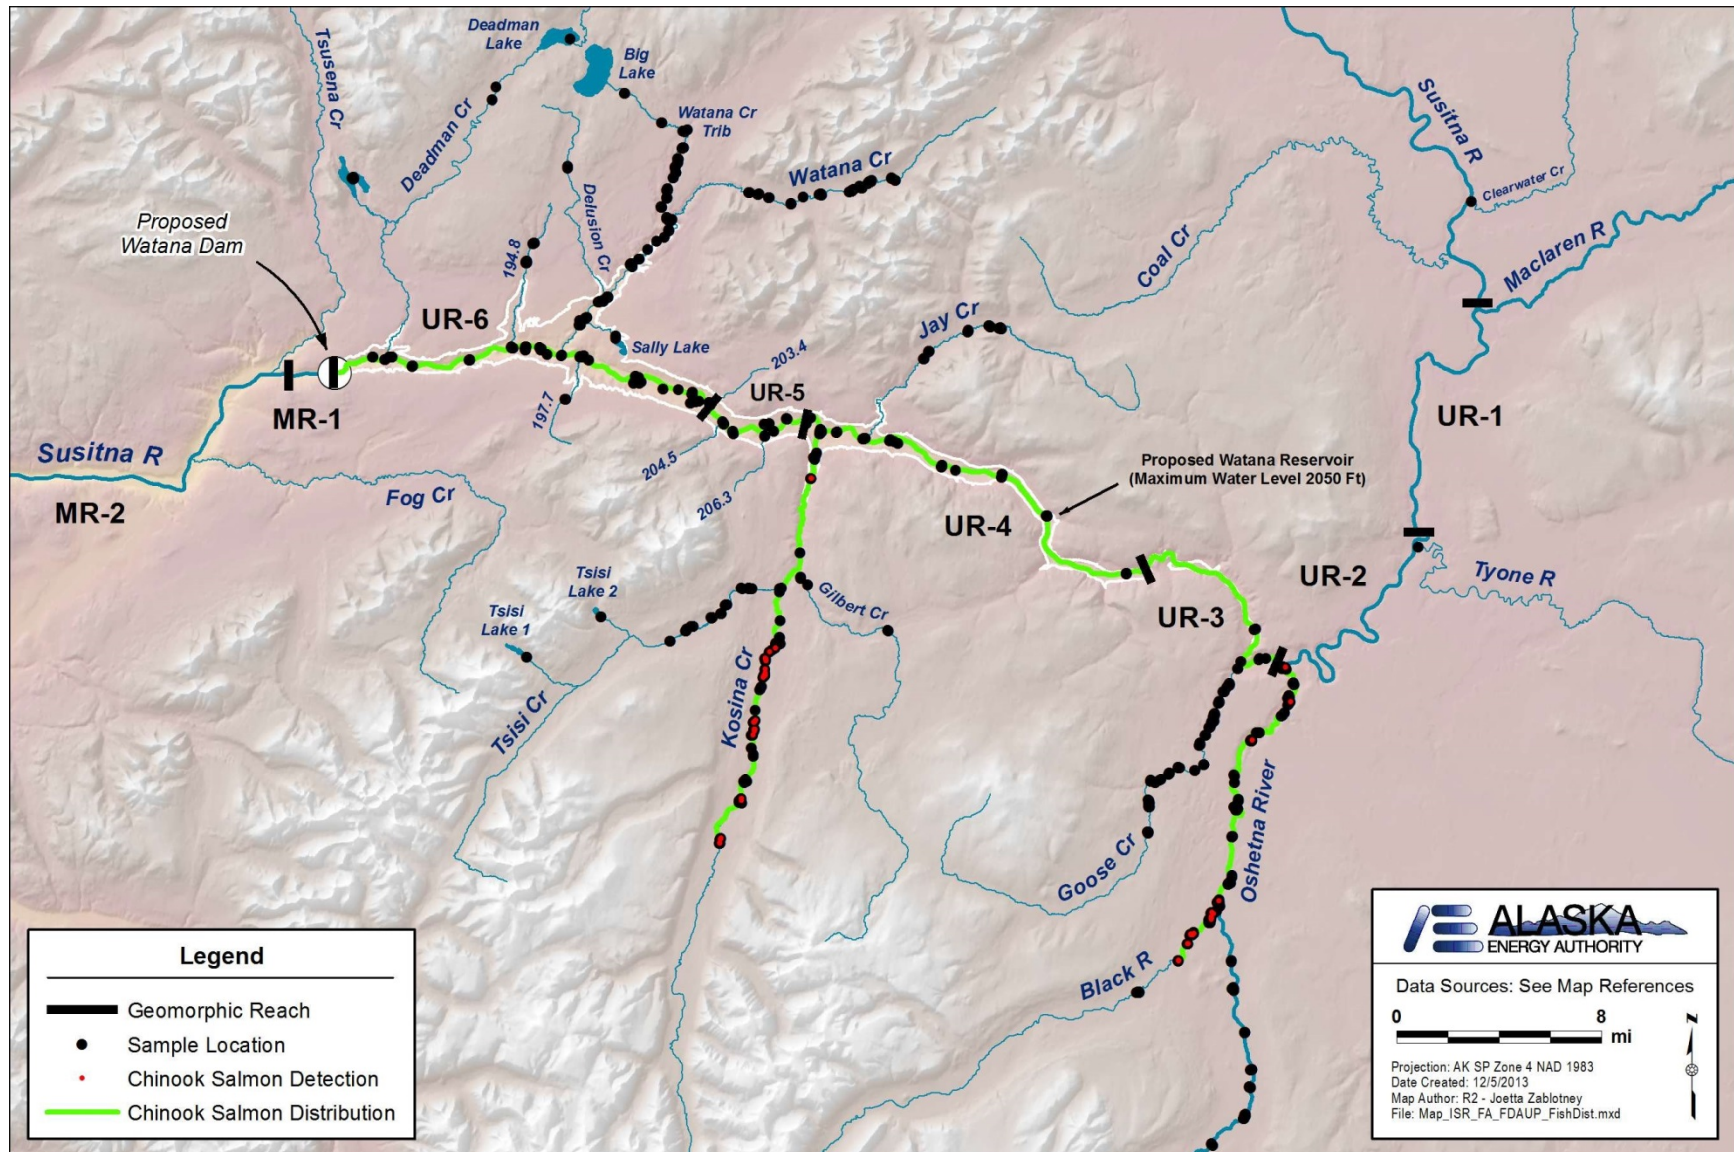 Deadman
Lake
Big
Lake
Tsusena Cr
Deadman Cr
Watana Cr
Trib
Watana Cr
Susitna R
Clearwater Cr
Maclaren R
Coal Cr
Proposed
Watana Dam
194.8
Delusion Cr
UR-6
Jay Cr
Sally Lake
203.4
UR-5
UR-1
MR-1
197.7
Susitna R
MR-2
Fog Cr
204.5
206.3
Proposed Watana Reservoir
(Maximum Water Level 2050 Ft)
UR-4
UR-2
Tyone R
Tsisi
Lake 2
Tsisi
Lake 1
Gilbert Cr
UR-3
Kosina Cr
Tsisi Cr
Goose Cr
Oshetna River
Black R
Legend
Geomorphic Reach
Sample Location
Chinook Salmon Detection
Chinook Salmon Distribution
ALASKA
ENERGY AUTHORITY
Data Sources: See Map References
0 8
mi
N
Projection: AK SP Zone 4 NAD 1983
Date Created: 12/5/2013
Map Author: R2 - Joetta Zablotney
File: Map_ISR_FA_FDAUP_FishDist.mxd